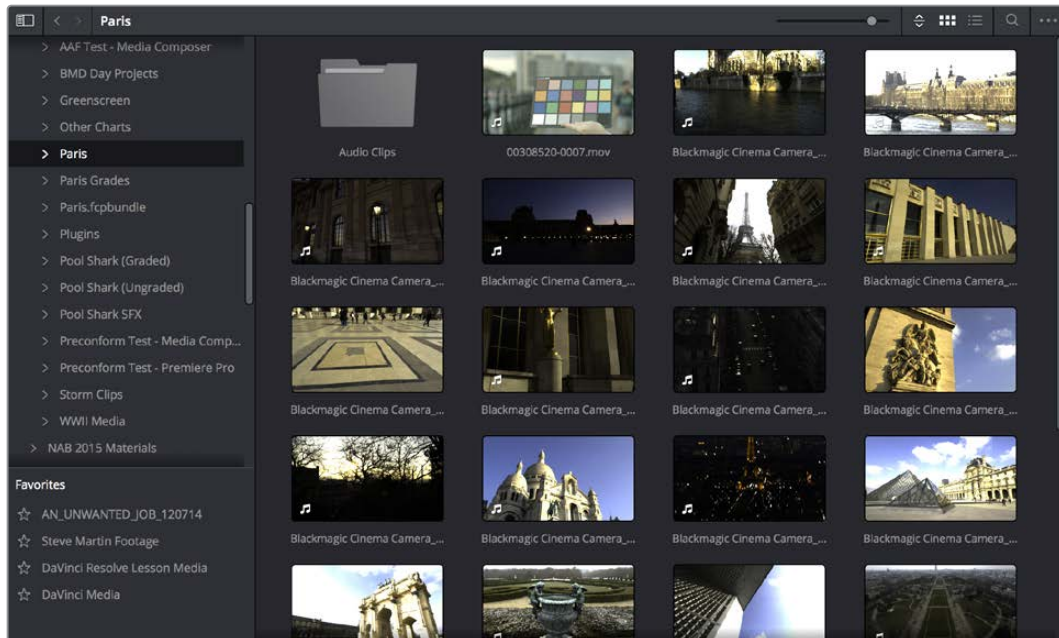 Paris
AAF Test - Media Composer
BMD Day Projects
Greenscreen
Other Charts
Paris
Paris Grades
Paris.fcpbundle
Plugins
Pool Shark (Graded)
Pool Shark (Ungraded)
Pool Shark SFX
Preconform Test - Media Comp...
Preconform Test - Premiere Pro
Storm Clips
WWII Media
NAB 2015 Materials
Favorites
AN_UNWANTED_JOB_120714
Steve Martin Footage
DaVinci Resolve Lesson Media
DaVinci Media
Audio Clips
00308520-0007.mov
Blackmagic Cinema Camera_...
Blackmagic Cinema Camera_...
Blackmagic Cinema Camera_...
Blackmagic Cinema Camera_...
Blackmagic Cinema Camera_...
Blackmagic Cinema Camera_...
Blackmagic Cinema Camera_...
Blackmagic Cinema Camera_...
Blackmagic Cinema Camera_...
Blackmagic Cinema Camera_...
Blackmagic Cinema Camera_...
Blackmagic Cinema Camera_...
Blackmagic Cinema Camera_...
Blackmagic Cinema Camera_...